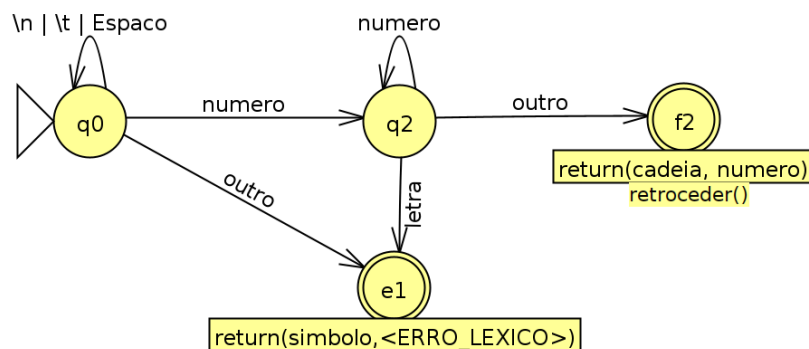 \n | \t | Espaco
numero
numero
outro
q0
q2
f2
return(cadeia, numero)
retroceder()
outro
letra
e1
return(simbolo,<ERRO_LEXICO>)